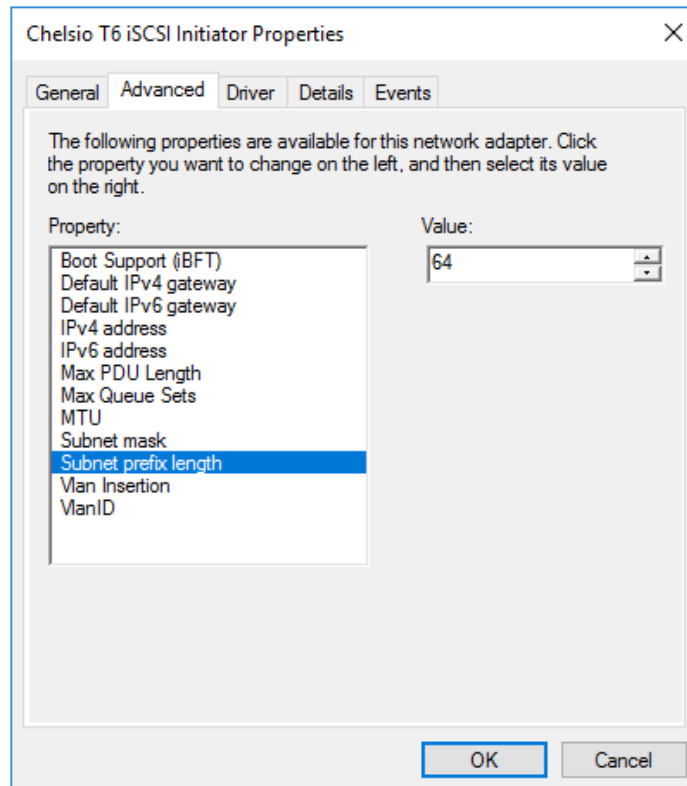 Chelsio T6 iSCSI Initiator Properties
General Advanced Driver Details Events
The following properties are available for this network adapter. Click
the property you want to change on the left, and then select its value
on the right.
Property:
Value:
Boot Support (iBFT)
Default IPv4 gateway
Default IPv6 gateway
IPv4 address
IPv6 address
Max PDU Length
Max Queue Sets
MTU
Subnet mask
Subnet prefix length
Vlan Insertion
VlanID
64
OK
Cancel